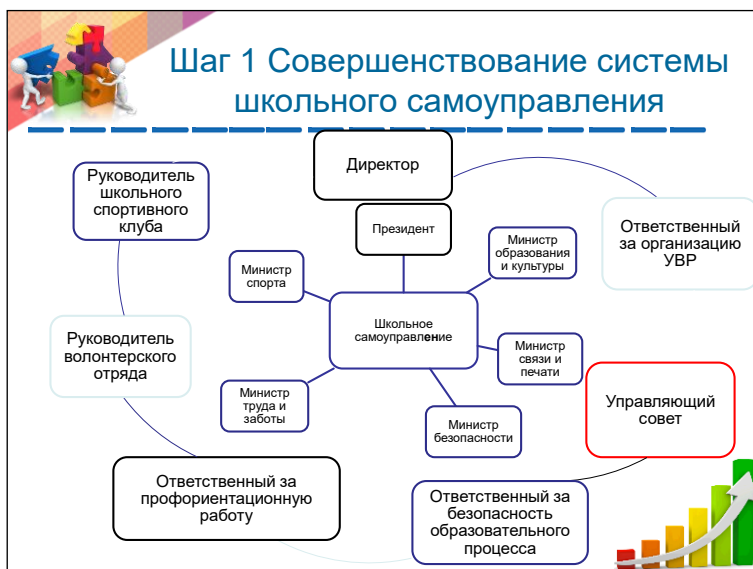 Шаг 1 Совершенствование системы
школьного самоуправления
Директор
Руководитель
школьного
спортивного
клуба
Президент
Ответственный
за организацию
УВР
Министр
образования
и культуры
Министр
спорта
Школьное
самоуправление
Руководитель
волонтерского
отряда
Министр
связи и
печати
Министр
труда и
заботы
Управляющий
совет
Министр
безопасности
Ответственный за
профориентационную
работу
Ответственный за
безопасность
образовательного
процесса